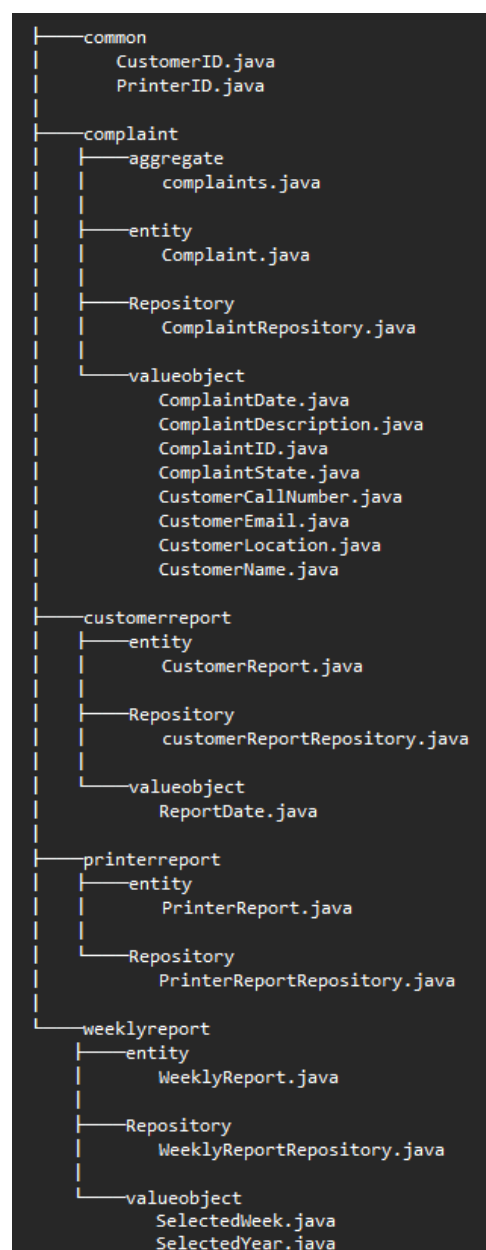 ├───common
│       CustomerID.java
│       PrinterID.java
│
├───complaint
│   ├───aggregate
│   │       complaints.java
│   │
│   ├───entity
│   │       Complaint.java
│   │
│   ├───Repository
│   │       ComplaintRepository.java
│   │
│   └───valueobject
│           ComplaintDate.java
│           ComplaintDescription.java
│           ComplaintID.java
│           ComplaintState.java
│           CustomerCallNumber.java
│           CustomerEmail.java
│           CustomerLocation.java
│           CustomerName.java
│
├───customerreport
│   ├───entity
│   │       CustomerReport.java
│   │
│   ├───Repository
│   │       customerReportRepository.java
│   │
│   └───valueobject
│           ReportDate.java
│
├───printerreport
│   ├───entity
│   │       PrinterReport.java
│   │
│   └───Repository
│           PrinterReportRepository.java
│
└───weeklyreport
    ├───entity
    │       WeeklyReport.java
    │
    ├───Repository
    │       WeeklyReportRepository.java
    │
    └───valueobject
            SelectedWeek.java
            SelectedYear.java